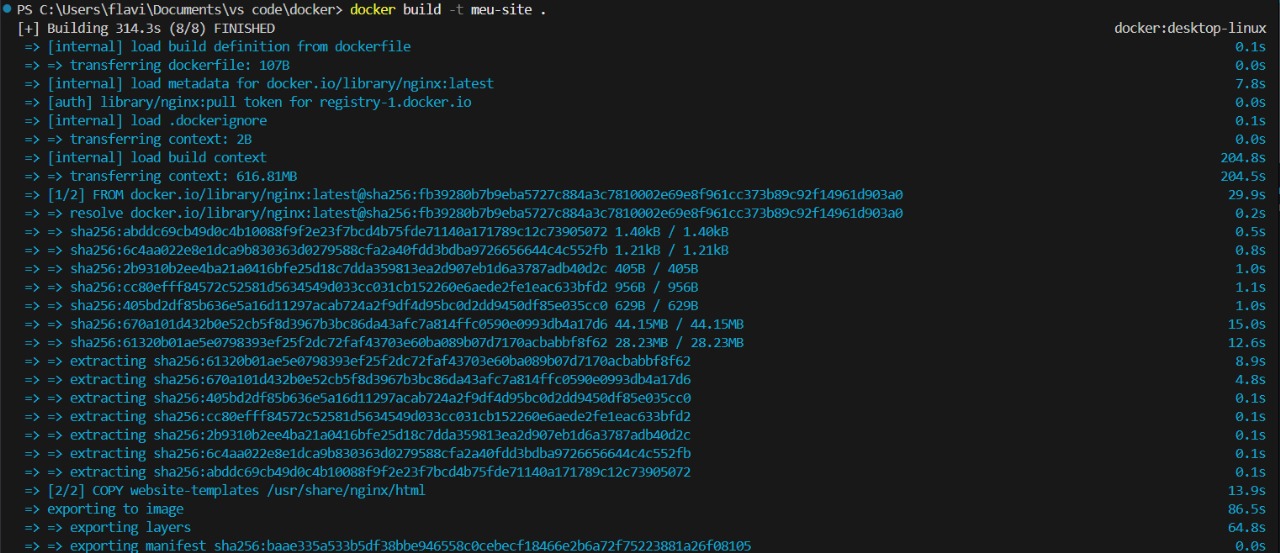 PS C:\Users\flavi\Documents\vs code\docker> docker build -t meu-site .
[+] Building 314.3s (8/8) FINISHED docker:desktop-linux
=> [internal] load build definition from dockerfile 0.1s
=> => transferring dockerfile: 107B 0.0s
=> [internal] load metadata for docker.io/library/nginx:latest 7.8s
=> [auth] library/nginx:pull token for registry-1.docker.io 0.0s
=> [internal] load .dockerignore 0.1s
=> => transferring context: 2B 0.0s
=> [internal] load build context 204.8s
=> => transferring context: 616.81MB 204.5s
=> [1/2] FROM docker.io/library/nginx:latest@sha256:fb39280b7b9eba5727c884a3c7810002e69e8f961cc373b89c92f14961d903a0 29.9s
=> => resolve docker.io/library/nginx:latest@sha256:fb39280b7b9eba5727c884a3c7810002e69e8f961cc373b89c92f14961d903a0 0.2s
=> => sha256:abddc69cb49d0c4b10088f9f2e23f7bcd4b75fde71140a171789c12c73905072 1.40kB / 1.40kB 0.5s
=> => sha256:6c4aa022e8e1dca9b830363d0279588cfa2a40fdd3bdba9726656644c4c552fb 1.21kB / 1.21kB 0.8s
=> => sha256:2b9310b2ee4ba21a0416bfe25d18c7dda359813ea2d907eb1d6a3787adb40d2c 405B / 405B 1.0s
=> => sha256:cc80efff84572c52581d5634549d033cc031cb152260e6aede2fe1eac633bfd2 956B / 956B 1.1s
=> => sha256:405bd2df85b636e5a16d11297acab724a2f9df4d95bc0d2dd9450df85e035cc0 629B / 629B 1.0s
=> => sha256:670a101d432b0e52cb5f8d3967b3bc86da43afc7a814ffc0590e0993db4a17d6 44.15MB / 44.15MB 15.0s
=> => sha256:61320b01ae5e0798393ef25f2dc72faf43703e60ba089b07d7170acbabbf8f62 28.23MB / 28.23MB 12.6s
=> => extracting sha256:61320b01ae5e0798393ef25f2dc72faf43703e60ba089b07d7170acbabbf8f62 8.9s
=> => extracting sha256:670a101d432b0e52cb5f8d3967b3bc86da43afc7a814ffc0590e0993db4a17d6 4.8s
=> => extracting sha256:405bd2df85b636e5a16d11297acab724a2f9df4d95bc0d2dd9450df85e035cc0 0.1s
=> => extracting sha256:cc80efff84572c52581d5634549d033cc031cb152260e6aede2fe1eac633bfd2 0.1s
=> => extracting sha256:2b9310b2ee4ba21a0416bfe25d18c7dda359813ea2d907eb1d6a3787adb40d2c 0.1s
=> => extracting sha256:6c4aa022e8e1dca9b830363d0279588cfa2a40fdd3bdba9726656644c4c552fb 0.1s
=> => extracting sha256:abddc69cb49d0c4b10088f9f2e23f7bcd4b75fde71140a171789c12c73905072 0.1s
=> [2/2] COPY website-templates /usr/share/nginx/html 13.9s
=> exporting to image 86.5s
=> => exporting layers 64.8s
=> => exporting manifest sha256:baae335a533b5df38bbe946558c0cebecf18466e2b6a72f75223881a26f08105 0.0s